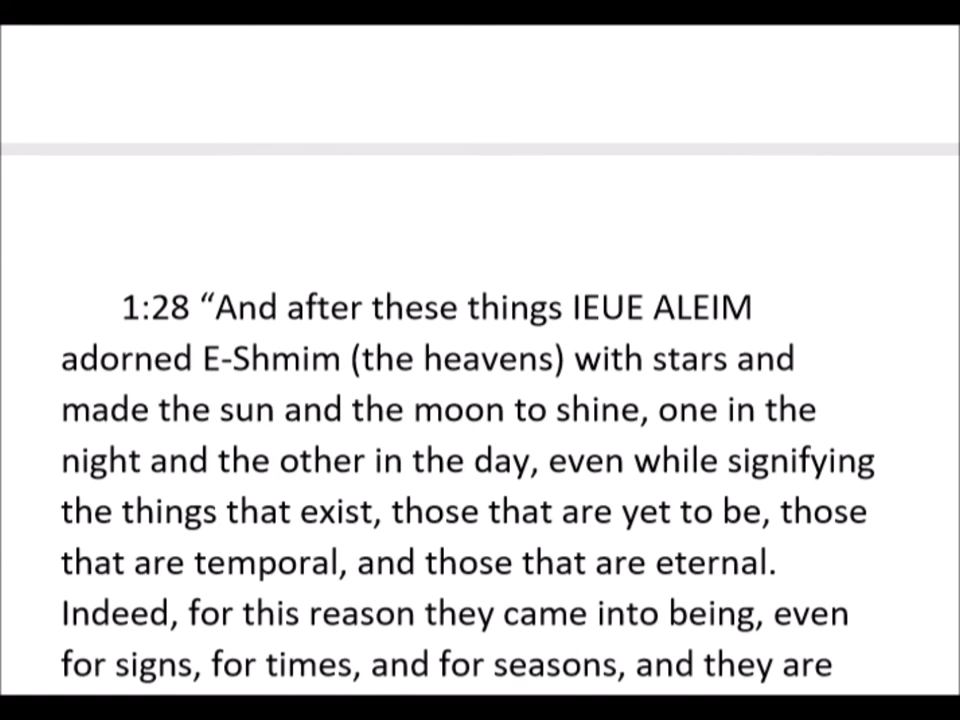 1:28 “And after these things IEUE ALEIM
adorned E-Shmim (the heavens) with stars and
made the sun and the moon to shine, one in the
night and the other in the day, even while signifying
the things that exist, those that are yet to be, those
that are temporal, and those that are eternal.
Indeed, for this reason they came into being, even
for signs, for times, and for seasons, and they are